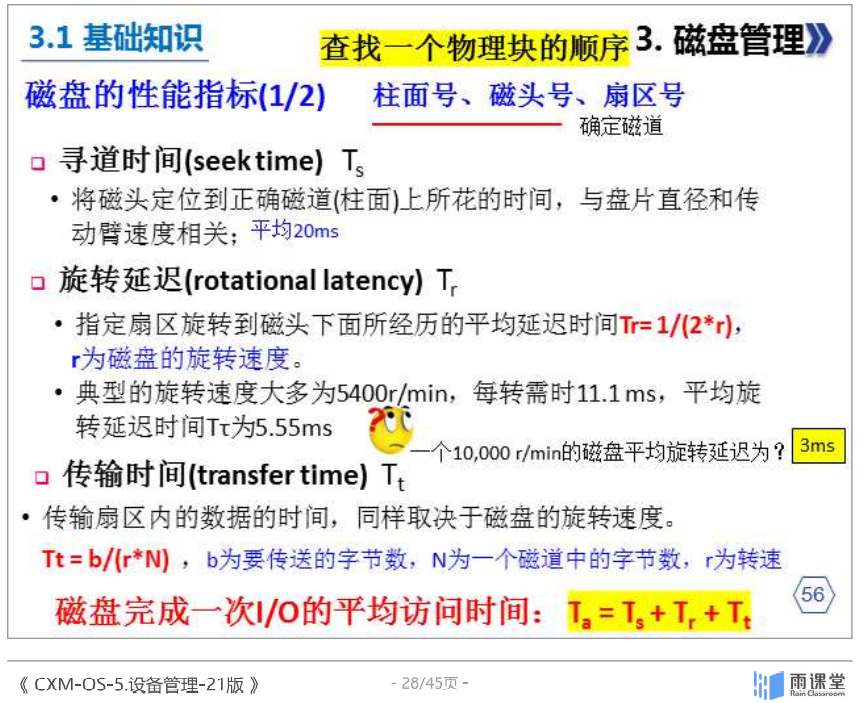 3.1 基础知识
查找一个物理块的顺序
3. 磁盘管理
磁盘的性能指标(1/2)
柱面号、磁头号、扇区号
确定磁道
寻道时间(seek time) Ts
• 将磁头定位到正确磁道(柱面)上所花的时间，与盘片直径和传
动臂速度相关；平均20ms
旋转延迟(rotational latency) Tr
• 指定扇区旋转到磁头下面所经历的平均延迟时间Tr= 1/(2*r)，
r为磁盘的旋转速度。
• 典型的旋转速度大多为5400r/min，每转需时11.1 ms，平均旋
转延迟时间Tτ为5.55ms
一个10,000 r/min的磁盘平均旋转延迟为？
3ms
传输时间(transfer time) Tt
• 传输扇区内的数据的时间，同样取决于磁盘的旋转速度。
Tt = b/(r*N) ，b为要传送的字节数，N为一个磁道中的字节数，r为转速
磁盘完成一次I/O的平均访问时间： Ta = Ts + Tr + Tt
56
《 CXM-OS-5.设备管理-21版 》
- 28/45页 -
雨课堂
Rain Classroom